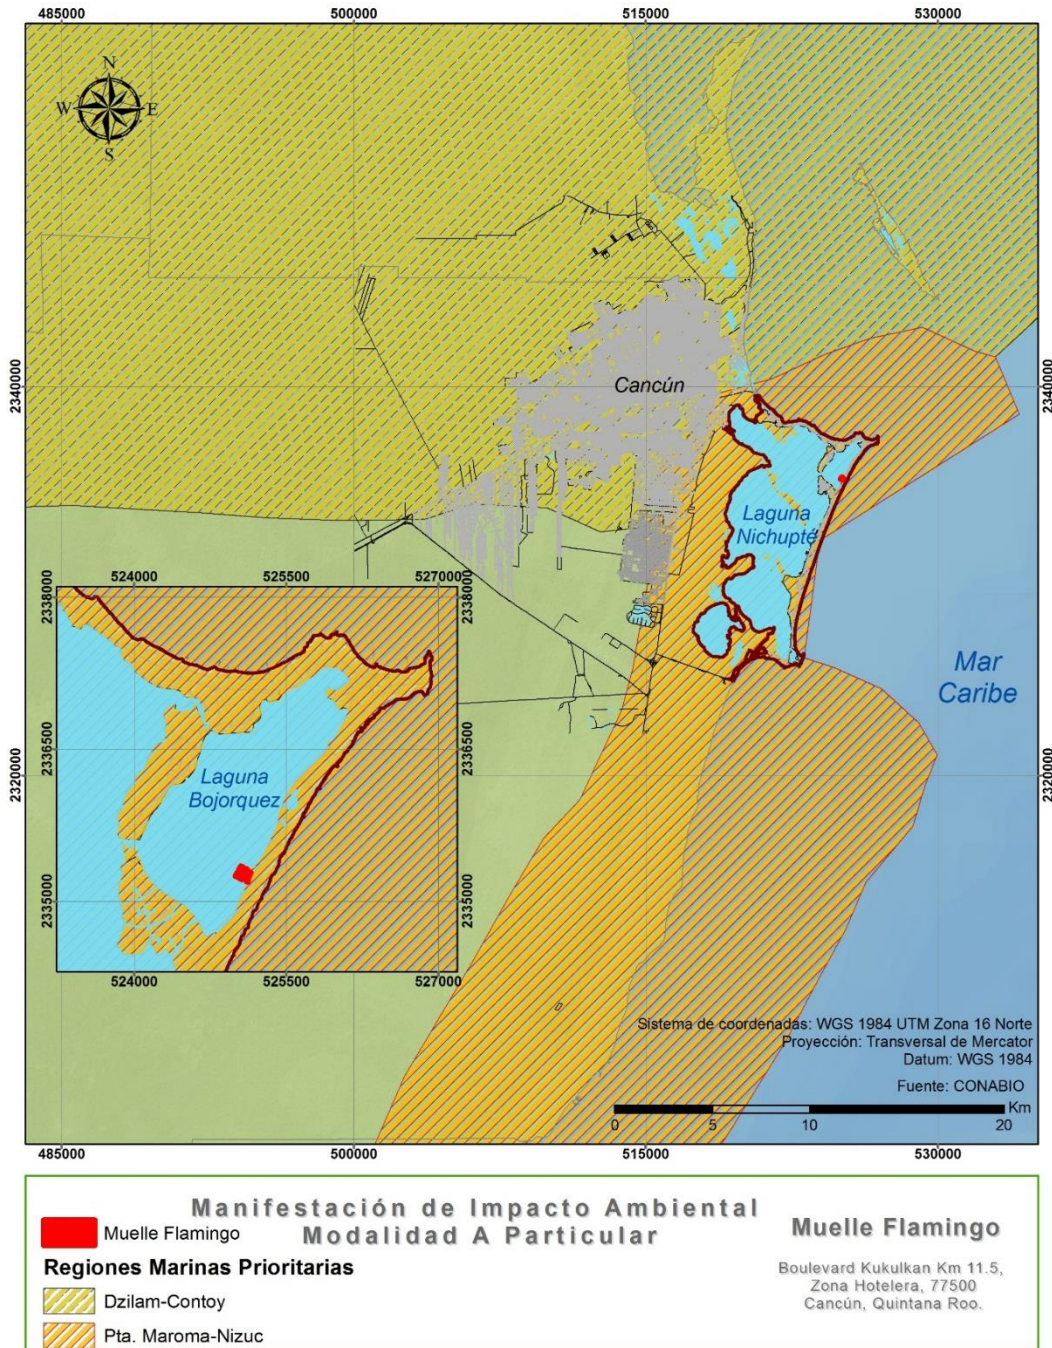 485000
500000
515000
530000
N
W
E
S
2340000
2340000
Cancún
Laguna
Nichupté
Mar
Caribe
2320000
2320000
524000
525500
527000
2338000
2338000
2336500
2336500
Laguna
Bojorquez
2335000
2335000
524000
525500
527000
Sistema de coordenadas: WGS 1984 UTM Zona 16 Norte
Proyección: Transversal de Mercator
Datum: WGS 1984
Fuente: CONABIO
Km
0
5
10
20
485000
500000
515000
530000
Manifestación de Impacto Ambiental
Modalidad A Particular
Muelle Flamingo
Regiones Marinas Prioritarias
Dzilam-Contoy
Pta. Maroma-Nizuc
Muelle Flamingo
Boulevard Kukulkan Km 11.5,
Zona Hotelera, 77500
Cancún, Quintana Roo.